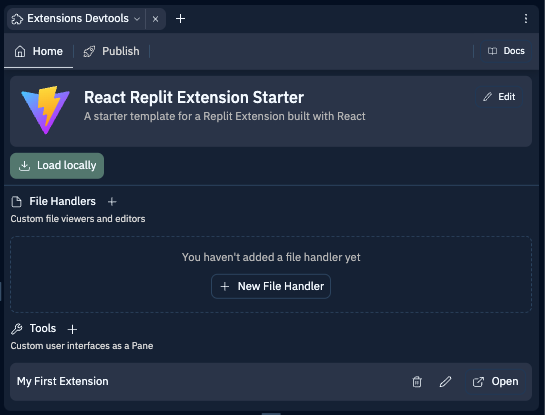 Extensions Devtools
Home
Publish
Docs
React Replit Extension Starter
Edit
A starter template for a Replit Extension built with React
Load locally
File Handlers
Custom file viewers and editors
You haven't added a file handler yet
New File Handler
Tools
Custom user interfaces as a Pane
My First Extension
Open